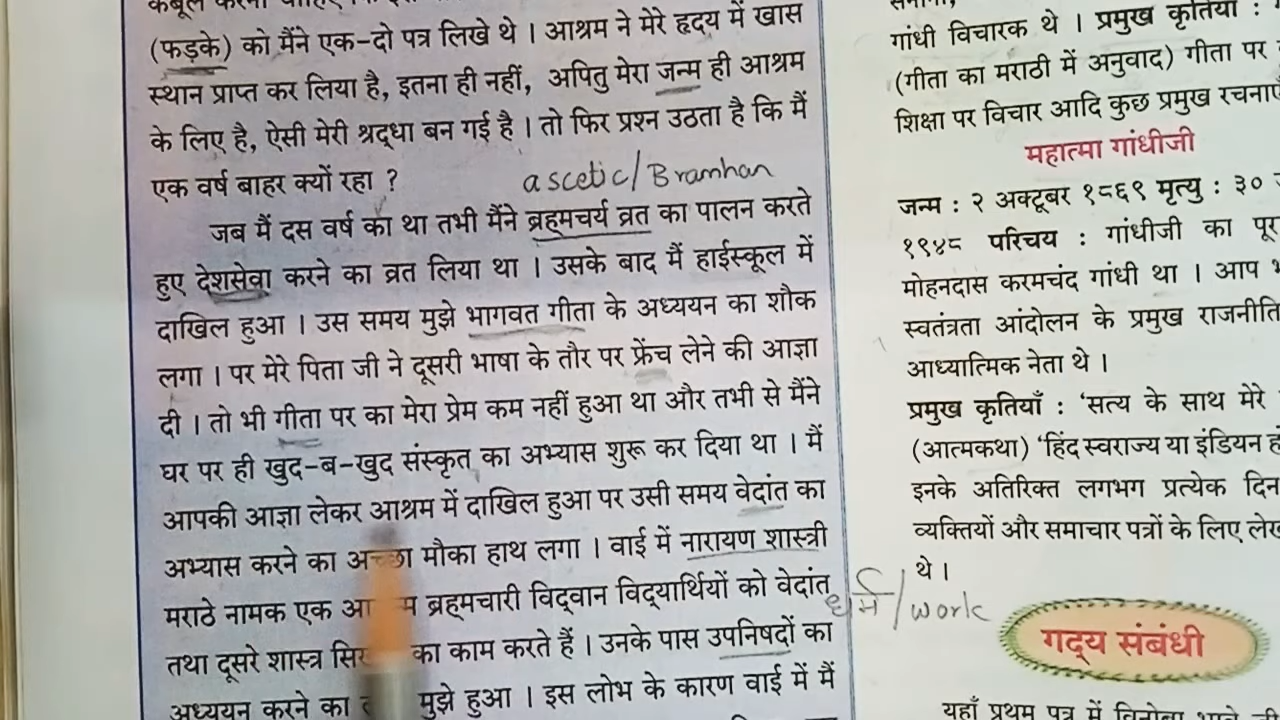 (फड़के) को मैंने एक-दो पत्र लिखे थे । आश्रम ने मेरे हृदय में खास
स्थान प्राप्त कर लिया है, इतना ही नहीं, अपितु मेरा जन्म ही आश्रम
के लिए है, ऐसी मेरी श्रद्धा बन गई है । तो फिर प्रश्न उठता है कि मैं
एक वर्ष बाहर क्यों रहा ?
ascetic/Bramhan
जब मैं दस वर्ष का था तभी मैंने ब्रह्मचर्य व्रत का पालन करते
हुए देशसेवा करने का व्रत लिया था । उसके बाद मैं हाईस्कूल में
दाखिल हुआ । उस समय मुझे भागवत गीता के अध्ययन का शौक
लगा । पर मेरे पिता जी ने दूसरी भाषा के तौर पर फ्रेंच लेने की आज्ञा
दी । तो भी गीता पर का मेरा प्रेम कम नहीं हुआ था और तभी से मैंने
घर पर ही खुद-ब-खुद संस्कृत का अभ्यास शुरू कर दिया था । मैं
आपकी आज्ञा लेकर आश्रम में दाखिल हुआ पर उसी समय वेदांत का
अभ्यास करने का अच्छा मौका हाथ लगा । वाई में नारायण शास्त्री
मराठे नामक एक ब्रह्मचारी विद्वान विद्यार्थियों को वेदांत
तथा दूसरे शास्त्र का काम करते हैं । उनके पास उपनिषदों का
अध्ययन करने का मुझे हुआ । इस लोभ के कारण वाई में मैं
धर्म/work
गांधी विचारक थे । प्रमुख कृतियाँ :
(गीता का मराठी में अनुवाद) गीता पर
शिक्षा पर विचार आदि कुछ प्रमुख रचनाएँ
महात्मा गांधीजी
जन्म : २ अक्टूबर १८६९ मृत्यु : ३०
१९४८ परिचय : गांधीजी का पूरा
मोहनदास करमचंद गांधी था । आप
स्वतंत्रता आंदोलन के प्रमुख
आध्यात्मिक नेता थे ।
प्रमुख कृतियाँ : ‘सत्य के साथ मेरे
(आत्मकथा) ‘हिंद स्वराज्य या इंडियन
इनके अतिरिक्त लगभग प्रत्येक दिन
व्यक्तियों और समाचार पत्रों के लिए
थे ।
गद्य संबंधी
यहाँ प्रथम पत्र में